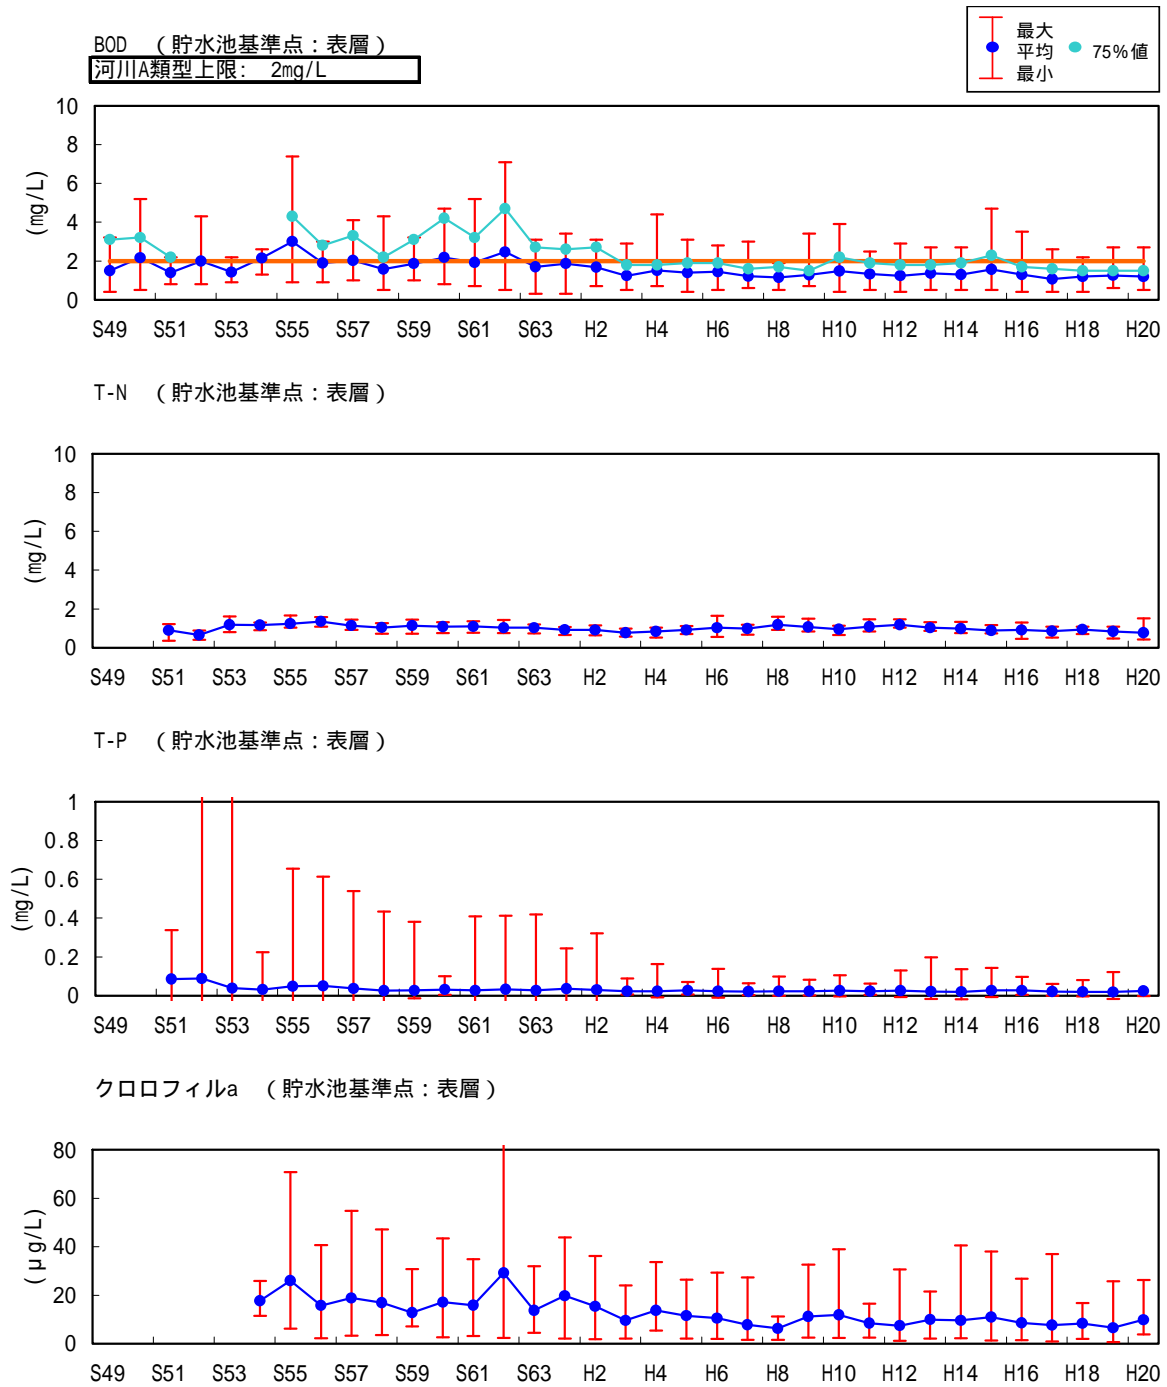 最大
平均
最小
75%値
BOD （貯水池基準点：表層）
河川A類型上限: 2mg/L
(mg/L)
10
8
6
4
2
0
S49 S51 S53 S55 S57 S59 S61 S63 H2 H4 H6 H8 H10 H12 H14 H16 H18 H20
T-N （貯水池基準点：表層）
(mg/L)
10
8
6
4
2
0
S49 S51 S53 S55 S57 S59 S61 S63 H2 H4 H6 H8 H10 H12 H14 H16 H18 H20
T-P （貯水池基準点：表層）
(mg/L)
1
0.8
0.6
0.4
0.2
0
S49 S51 S53 S55 S57 S59 S61 S63 H2 H4 H6 H8 H10 H12 H14 H16 H18 H20
クロロフィルa （貯水池基準点：表層）
(μg/L)
80
60
40
20
0
S49 S51 S53 S55 S57 S59 S61 S63 H2 H4 H6 H8 H10 H12 H14 H16 H18 H20